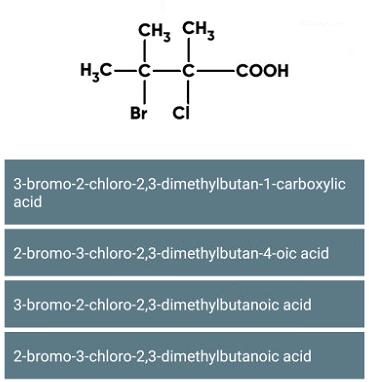 CH₃ CH₃
H₃C—C—C—COOH
Br Cl
3-bromo-2-chloro-2,3-dimethylbutan-1-carboxylic
acid
2-bromo-3-chloro-2,3-dimethylbutan-4-oic acid
3-bromo-2-chloro-2,3-dimethylbutanoic acid
2-bromo-3-chloro-2,3-dimethylbutanoic acid